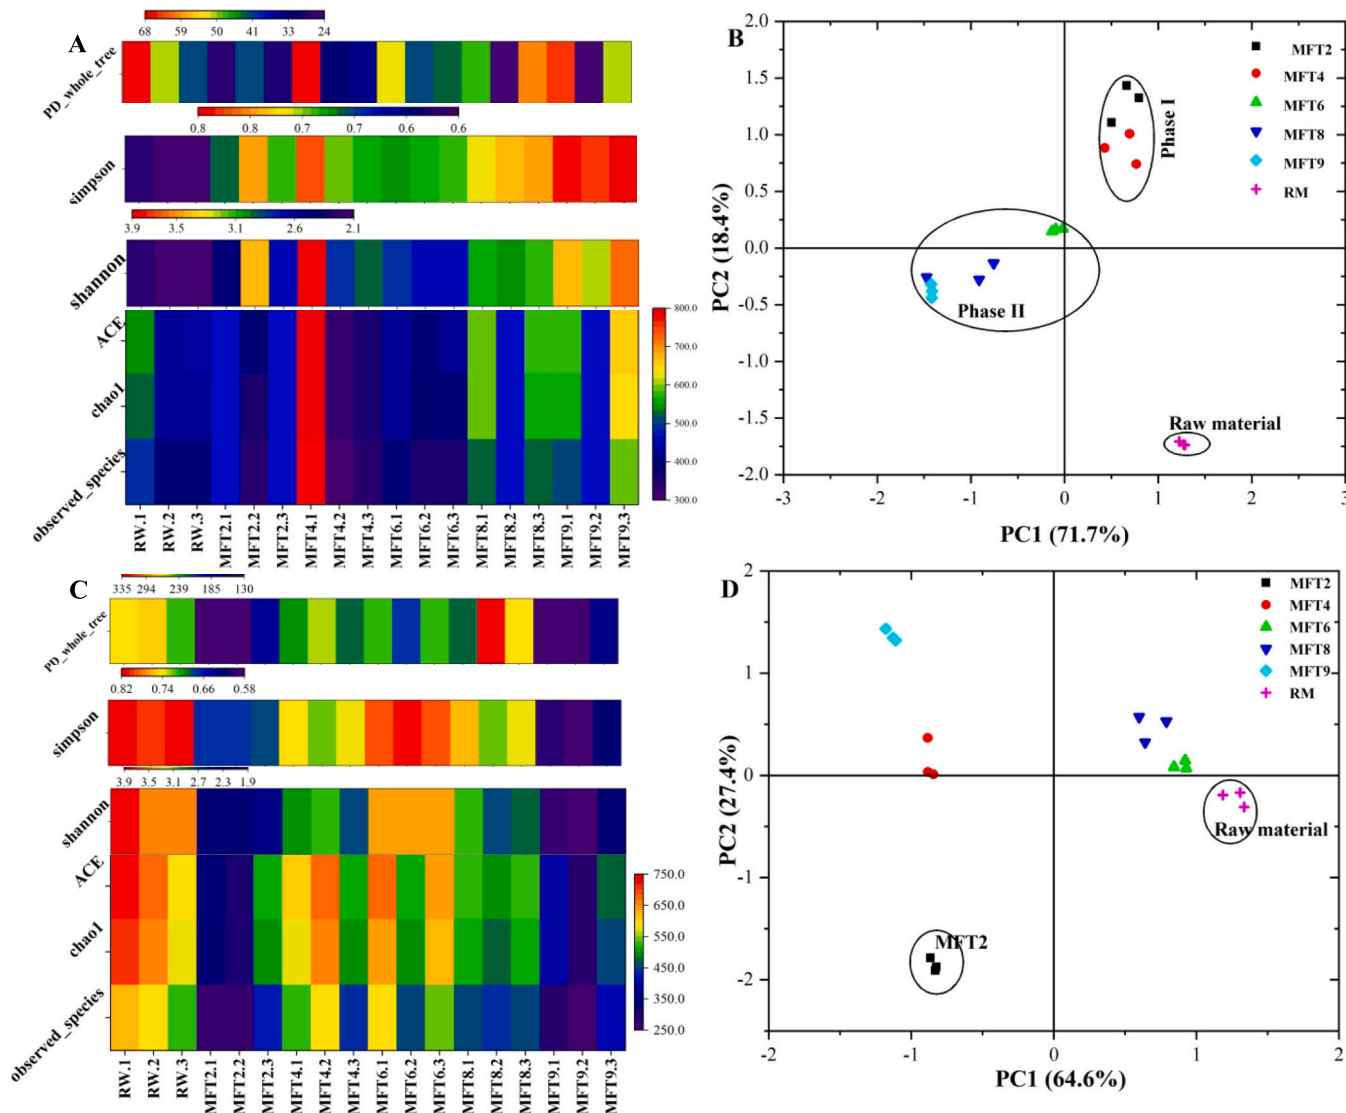 A
68 59 50 41 33 24
PD_whole_tree
0.8 0.8 0.7 0.7 0.6 0.6
simpson
3.9 3.5 3.1 2.6 2.1
shannon
ACE
chao1
observed_species
800.0
700.0
600.0
500.0
400.0
300.0
RW.1 RW.2 RW.3 MFT2.1 MFT2.2 MFT2.3 MFT4.1 MFT4.2 MFT4.3 MFT6.1 MFT6.2 MFT6.3 MFT8.1 MFT8.2 MFT8.3 MFT9.1 MFT9.2 MFT9.3
B
2.0
1.5
1.0
0.5
0.0
-0.5
-1.0
-1.5
-2.0
PC2 (18.4%)
MFT2
MFT4
MFT6
MFT8
MFT9
RM
Phase I
Phase II
Raw material
-3 -2 -1 0 1 2 3
PC1 (71.7%)
C
335 294 239 185 130
PD_whole_tree
0.82 0.74 0.66 0.58
simpson
3.9 3.5 3.1 2.7 2.3 1.9
shannon
ACE
chao1
observed_species
750.0
650.0
550.0
450.0
350.0
250.0
RW.1 RW.2 RW.3 MFT2.1 MFT2.2 MFT2.3 MFT4.1 MFT4.2 MFT4.3 MFT6.1 MFT6.2 MFT6.3 MFT8.1 MFT8.2 MFT8.3 MFT9.1 MFT9.2 MFT9.3
D
2
1
0
-1
-2
PC2 (27.4%)
MFT2
MFT4
MFT6
MFT8
MFT9
RM
Raw material
MFT2
-2 -1 0 1 2
PC1 (64.6%)